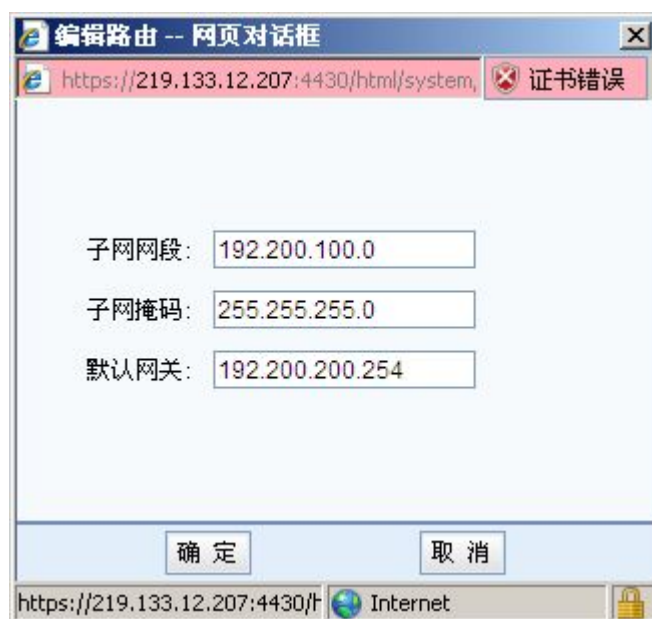 编辑路由 -- 网页对话框
https://219.133.12.207:4430/html/system, 证书错误
子网网段: 192.200.100.0
子网掩码: 255.255.255.0
默认网关: 192.200.200.254
确 定 取 消
https://219.133.12.207:4430/h Internet